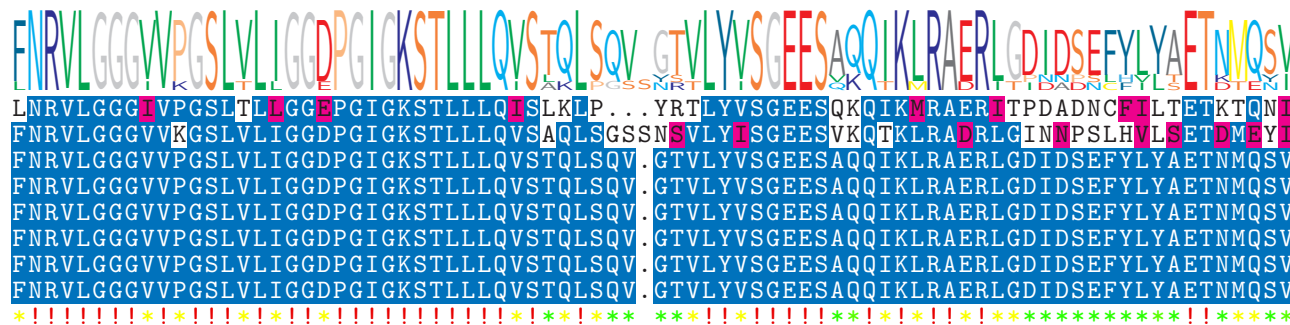 FNRVLGGGVVPGSLVLIGGDPGIGKSTLLLQVSTQLSQV GTVLYVSGEESAQQIKLRAERLGDIDSEFYLYAETNMQSV
LNRVLGGGIVPGSLTLLGGEPGIGKSTLLLQISLKLP...YRTLYVSGEESQKQIKMRAERITPDADNCFILTETKTQNI
FNRVLGGGVVKGSLVLIGGDPGIGKSTLLLQVSAQLSGSSNSVLYISGEESVKQTKLRADRLGINNPSLHVLSETDMEYI
FNRVLGGGVVPGSLVLIGGDPGIGKSTLLLQVSTQLSQV.GTVLYVSGEESAQQIKLRAERLGDIDSEFYLYAETNMQSV
FNRVLGGGVVPGSLVLIGGDPGIGKSTLLLQVSTQLSQV.GTVLYVSGEESAQQIKLRAERLGDIDSEFYLYAETNMQSV
FNRVLGGGVVPGSLVLIGGDPGIGKSTLLLQVSTQLSQV.GTVLYVSGEESAQQIKLRAERLGDIDSEFYLYAETNMQSV
FNRVLGGGVVPGSLVLIGGDPGIGKSTLLLQVSTQLSQV.GTVLYVSGEESAQQIKLRAERLGDIDSEFYLYAETNMQSV
FNRVLGGGVVPGSLVLIGGDPGIGKSTLLLQVSTQLSQV.GTVLYVSGEESAQQIKLRAERLGDIDSEFYLYAETNMQSV
FNRVLGGGVVPGSLVLIGGDPGIGKSTLLLQVSTQLSQV.GTVLYVSGEESAQQIKLRAERLGDIDSEFYLYAETNMQSV
*!!!!!!!*!*!!!*!*!!*!!!!!!!!!!!*!**!*** ***!!*!!!!!**!*!*!!*!************!!*****